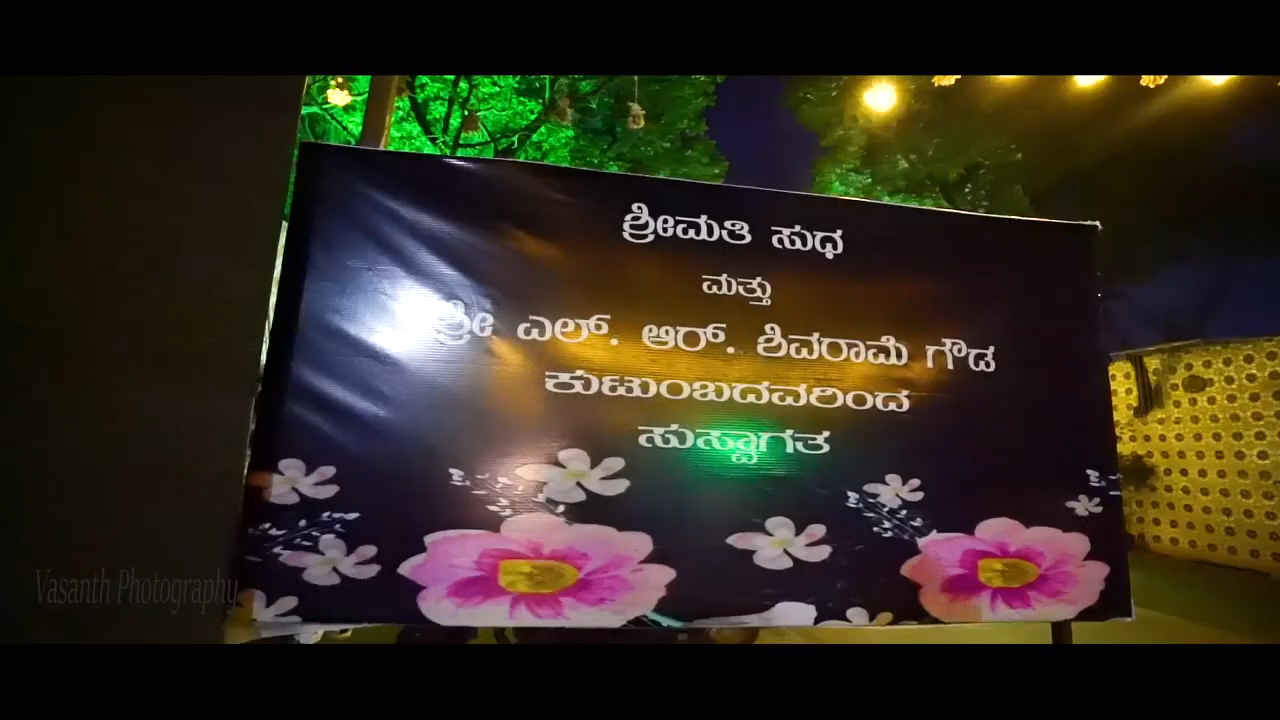 ಶ್ರೀಮತಿ ಸುಧ
ಮತ್ತು
ಶ್ರೀ ಎಲ್. ಆರ್. ಶಿವರಾಮೆ ಗೌಡ
ಕುಟುಂಬದವರಿಂದ
ಸುಸ್ವಾಗತ
Vasanth Photography